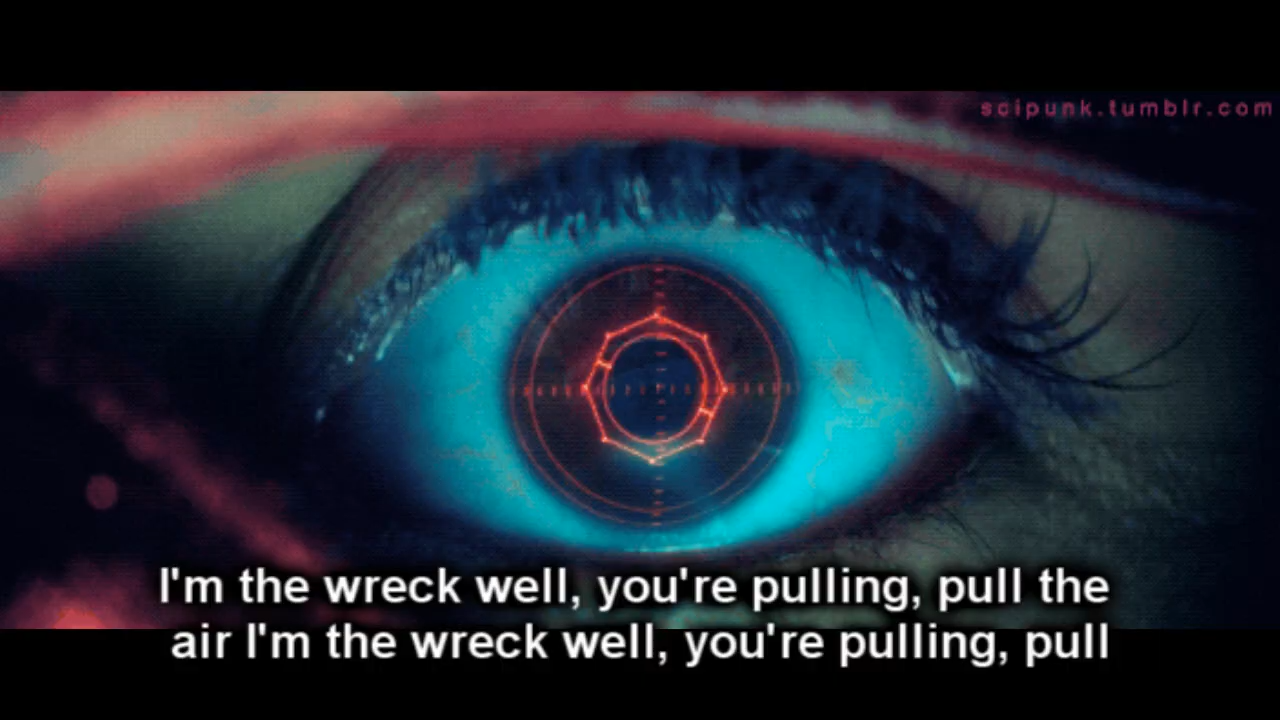 scipunk.tumblr.com
I'm the wreck well, you're pulling, pull the
air I'm the wreck well, you're pulling, pull